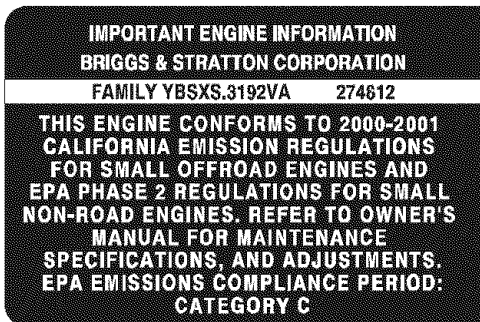 IMPORTANT ENGINE INFORMATION
BRIGGS & STRATTON CORPORATION
FAMILY YBSXS.3192VA 274812
THIS ENGINE CONFORMS TO 2000-2001
CALIFORNIA EMISSION REGULATIONS
FOR SMALL OFFROAD ENGINES AND
EPA PHASE 2 REGULATIONS FOR SMALL
NON-ROAD ENGINES. REFER TO OWNER'S
MANUAL FOR MAINTENANCE
SPECIFICATIONS, AND ADJUSTMENTS.
EPA EMISSIONS COMPLIANCE PERIOD:
CATEGORY C